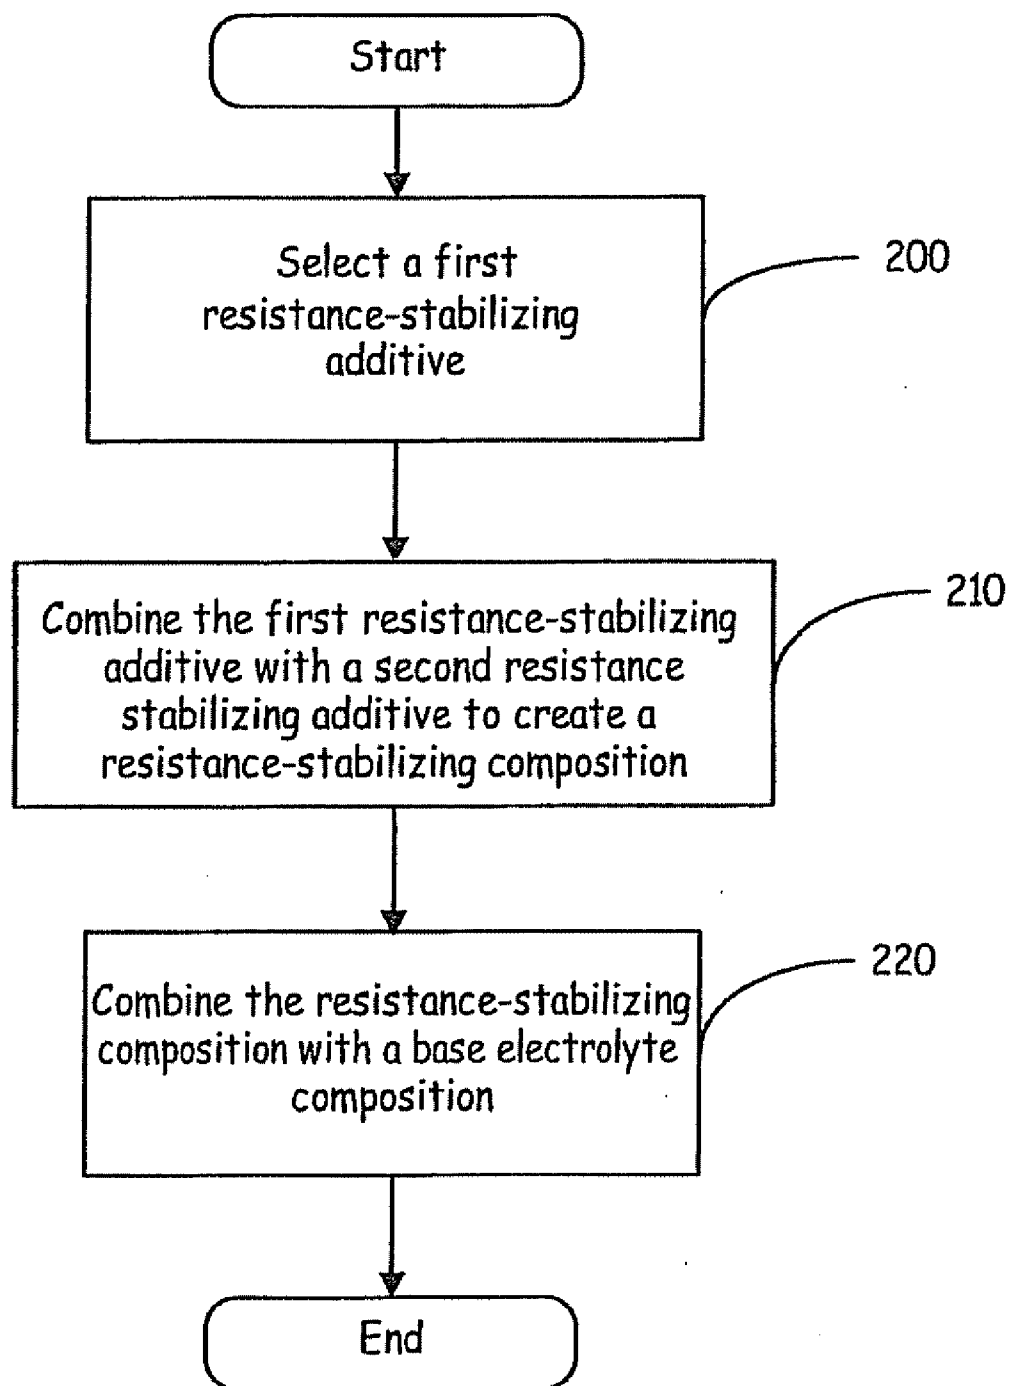 Start
Select a first
resistance-stabilizing
additive
200
Combine the first resistance-stabilizing
additive with a second resistance
stabilizing additive to create a
resistance-stabilizing composition
210
Combine the resistance-stabilizing
composition with a base electrolyte
composition
220
End